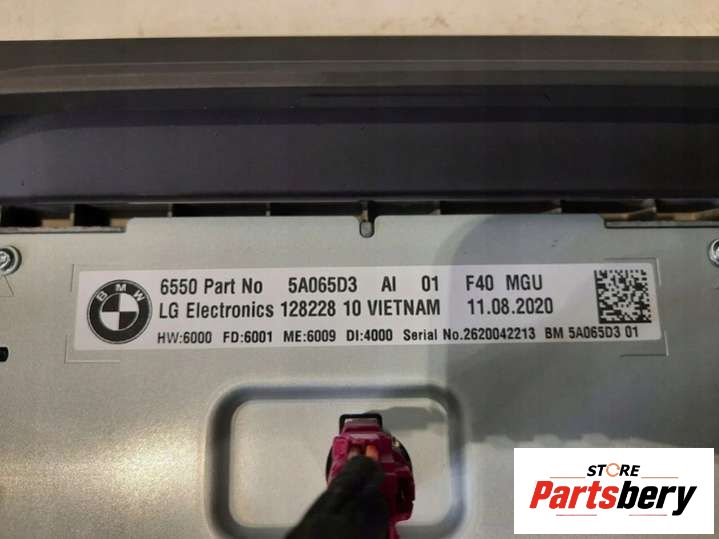 BMW
6550 Part No 5A065D3 AI 01 F40 MGU
LG Electronics 128228 10 VIETNAM 11.08.2020
HW:6000 FD:6001 ME:6009 DI:4000 Serial No.2620042213 BM 5A065D3 01
STORE
Partsbery